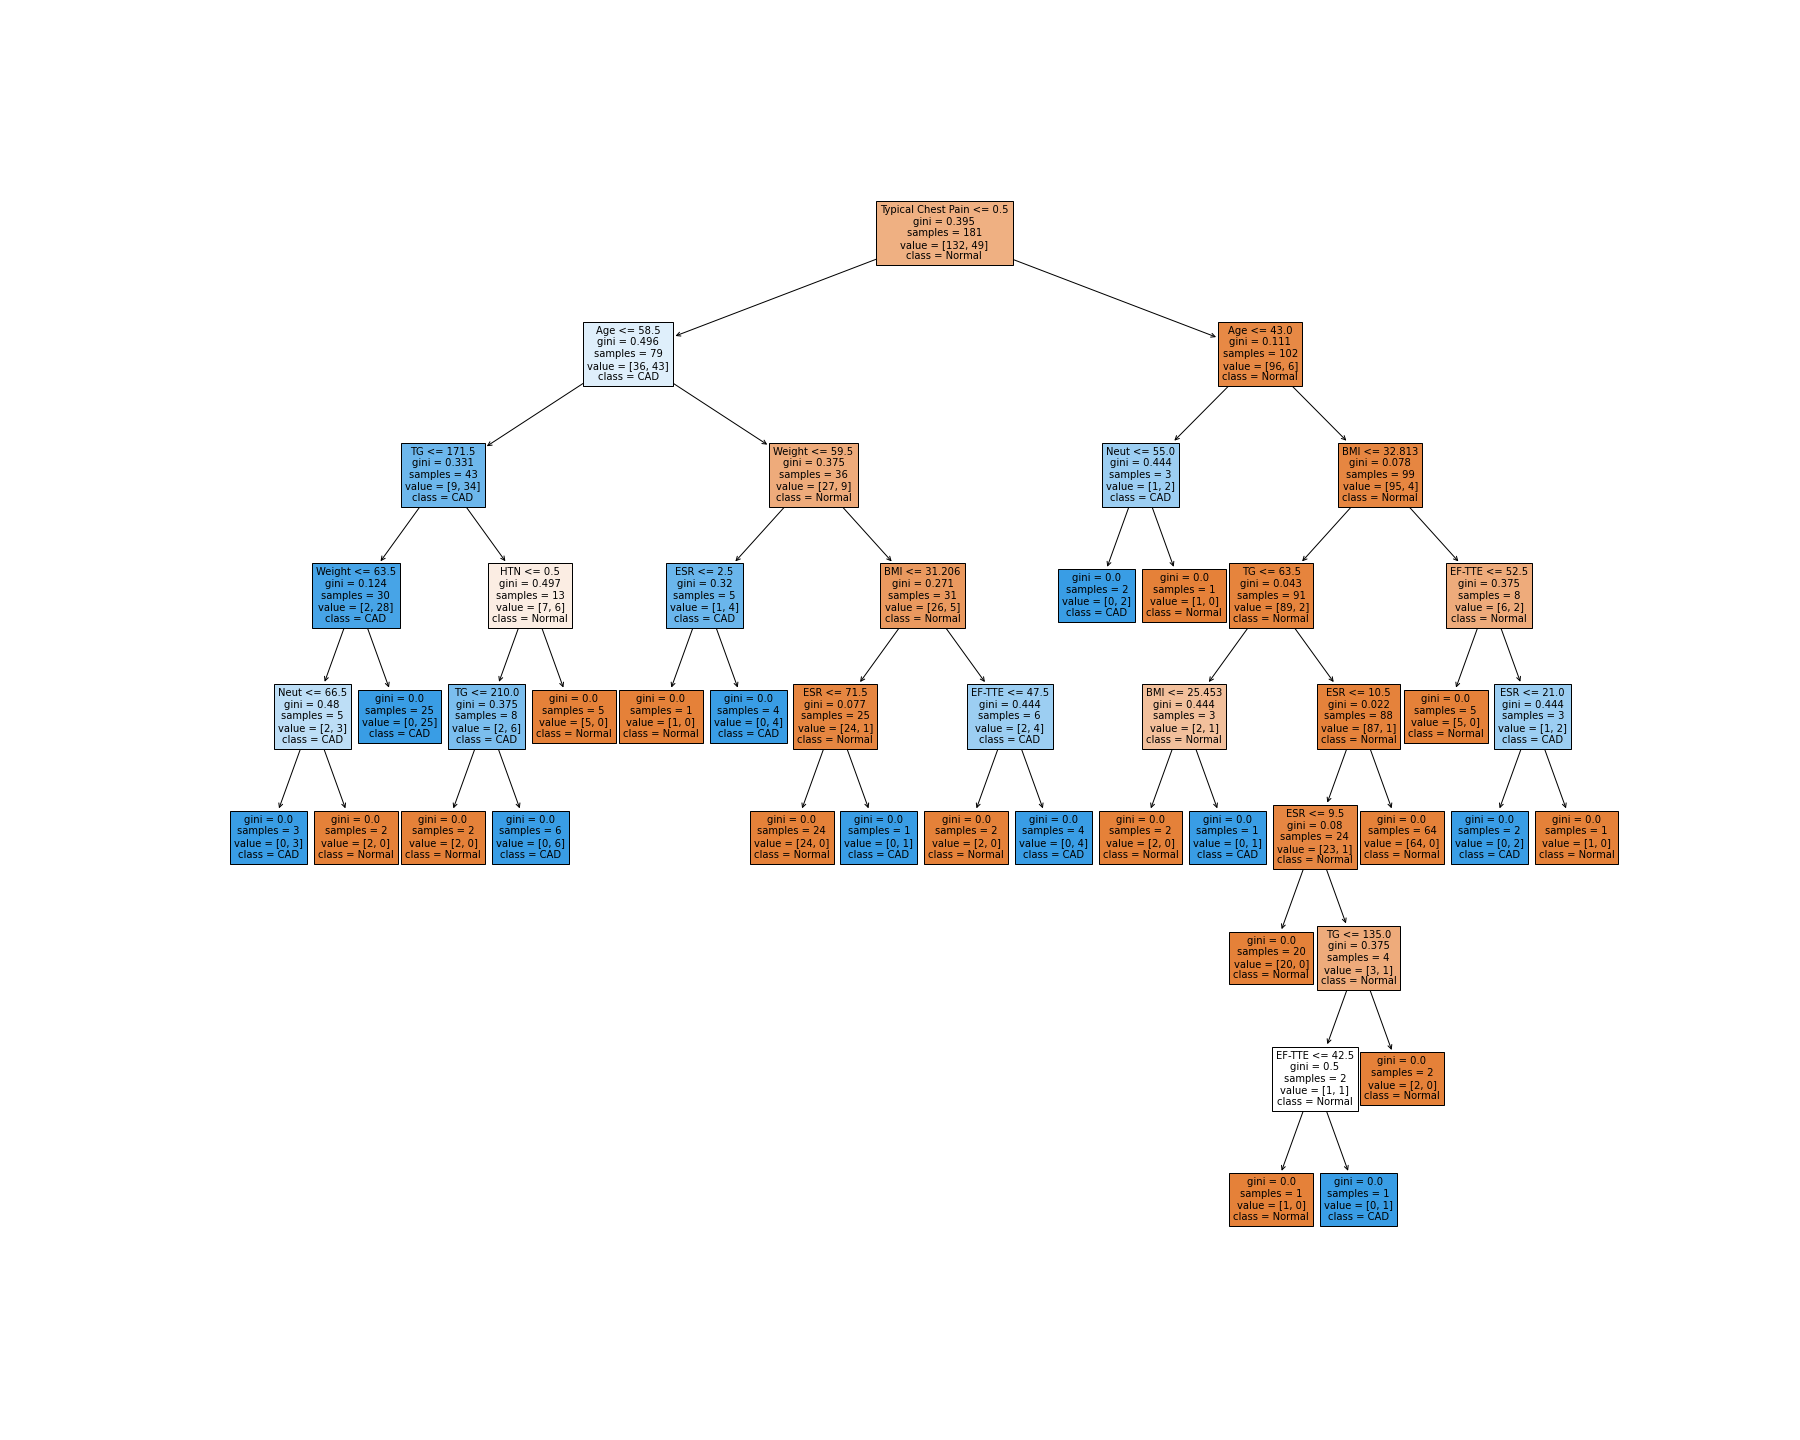 Typical Chest Pain <= 0.5
gini = 0.395
samples = 181
value = [132, 49]
class = Normal
Age <= 58.5
gini = 0.496
samples = 79
value = [36, 43]
class = CAD
Age <= 43.0
gini = 0.111
samples = 102
value = [96, 6]
class = Normal
TG <= 171.5
gini = 0.331
samples = 43
value = [9, 34]
class = CAD
Weight <= 59.5
gini = 0.375
samples = 36
value = [27, 9]
class = Normal
Neut <= 55.0
gini = 0.444
samples = 3
value = [1, 2]
class = CAD
BMI <= 32.813
gini = 0.078
samples = 99
value = [95, 4]
class = Normal
Weight <= 63.5
gini = 0.124
samples = 30
value = [2, 28]
class = CAD
HTN <= 0.5
gini = 0.497
samples = 13
value = [7, 6]
class = Normal
ESR <= 2.5
gini = 0.32
samples = 5
value = [1, 4]
class = CAD
BMI <= 31.206
gini = 0.271
samples = 31
value = [26, 5]
class = Normal
gini = 0.0
samples = 2
value = [0, 2]
class = CAD
gini = 0.0
samples = 1
value = [1, 0]
class = Normal
TG <= 63.5
gini = 0.043
samples = 91
value = [89, 2]
class = Normal
EF-TTE <= 52.5
gini = 0.375
samples = 8
value = [6, 2]
class = Normal
Neut <= 66.5
gini = 0.48
samples = 5
value = [2, 3]
class = CAD
gini = 0.0
samples = 25
value = [0, 25]
class = CAD
TG <= 210.0
gini = 0.375
samples = 8
value = [2, 6]
class = CAD
gini = 0.0
samples = 5
value = [5, 0]
class = Normal
gini = 0.0
samples = 1
value = [1, 0]
class = Normal
gini = 0.0
samples = 4
value = [0, 4]
class = CAD
ESR <= 71.5
gini = 0.077
samples = 25
value = [24, 1]
class = Normal
EF-TTE <= 47.5
gini = 0.444
samples = 6
value = [2, 4]
class = CAD
BMI <= 25.453
gini = 0.444
samples = 3
value = [2, 1]
class = Normal
ESR <= 10.5
gini = 0.022
samples = 88
value = [87, 1]
class = Normal
gini = 0.0
samples = 5
value = [5, 0]
class = Normal
ESR <= 21.0
gini = 0.444
samples = 3
value = [1, 2]
class = CAD
gini = 0.0
samples = 3
value = [0, 3]
class = CAD
gini = 0.0
samples = 2
value = [2, 0]
class = Normal
gini = 0.0
samples = 2
value = [2, 0]
class = Normal
gini = 0.0
samples = 6
value = [0, 6]
class = CAD
gini = 0.0
samples = 24
value = [24, 0]
class = Normal
gini = 0.0
samples = 1
value = [0, 1]
class = CAD
gini = 0.0
samples = 2
value = [2, 0]
class = Normal
gini = 0.0
samples = 4
value = [0, 4]
class = CAD
gini = 0.0
samples = 2
value = [2, 0]
class = Normal
gini = 0.0
samples = 1
value = [0, 1]
class = CAD
ESR <= 9.5
gini = 0.08
samples = 24
value = [23, 1]
class = Normal
gini = 0.0
samples = 64
value = [64, 0]
class = Normal
gini = 0.0
samples = 2
value = [0, 2]
class = CAD
gini = 0.0
samples = 1
value = [1, 0]
class = Normal
gini = 0.0
samples = 20
value = [20, 0]
class = Normal
TG <= 135.0
gini = 0.375
samples = 4
value = [3, 1]
class = Normal
EF-TTE <= 42.5
gini = 0.5
samples = 2
value = [1, 1]
class = Normal
gini = 0.0
samples = 2
value = [2, 0]
class = Normal
gini = 0.0
samples = 1
value = [1, 0]
class = Normal
gini = 0.0
samples = 1
value = [0, 1]
class = CAD